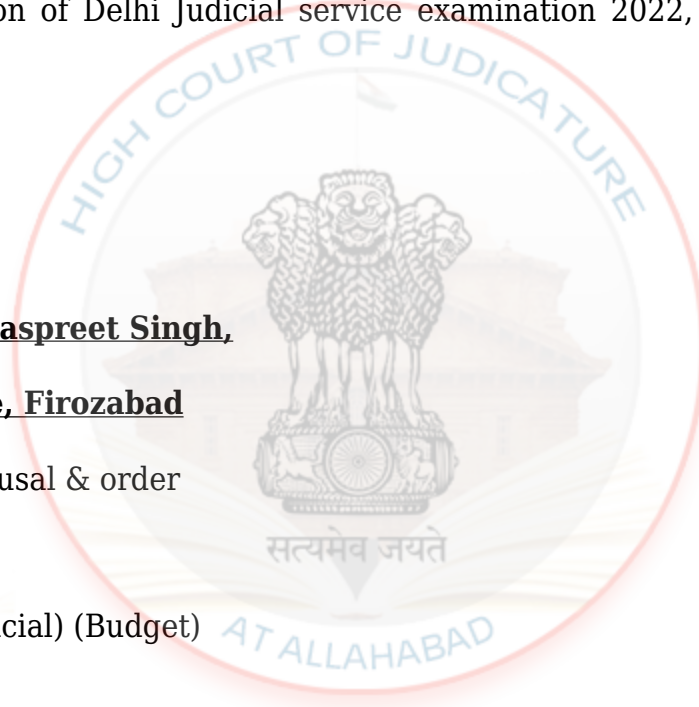 on of Delhi Judicial service examination 2022,
HIGH COURT OF JUDICATURE
aspreet Singh,
e, Firozabad
usal & order
सत्यमेव जयते
cial) (Budget)
AT ALLAHABAD